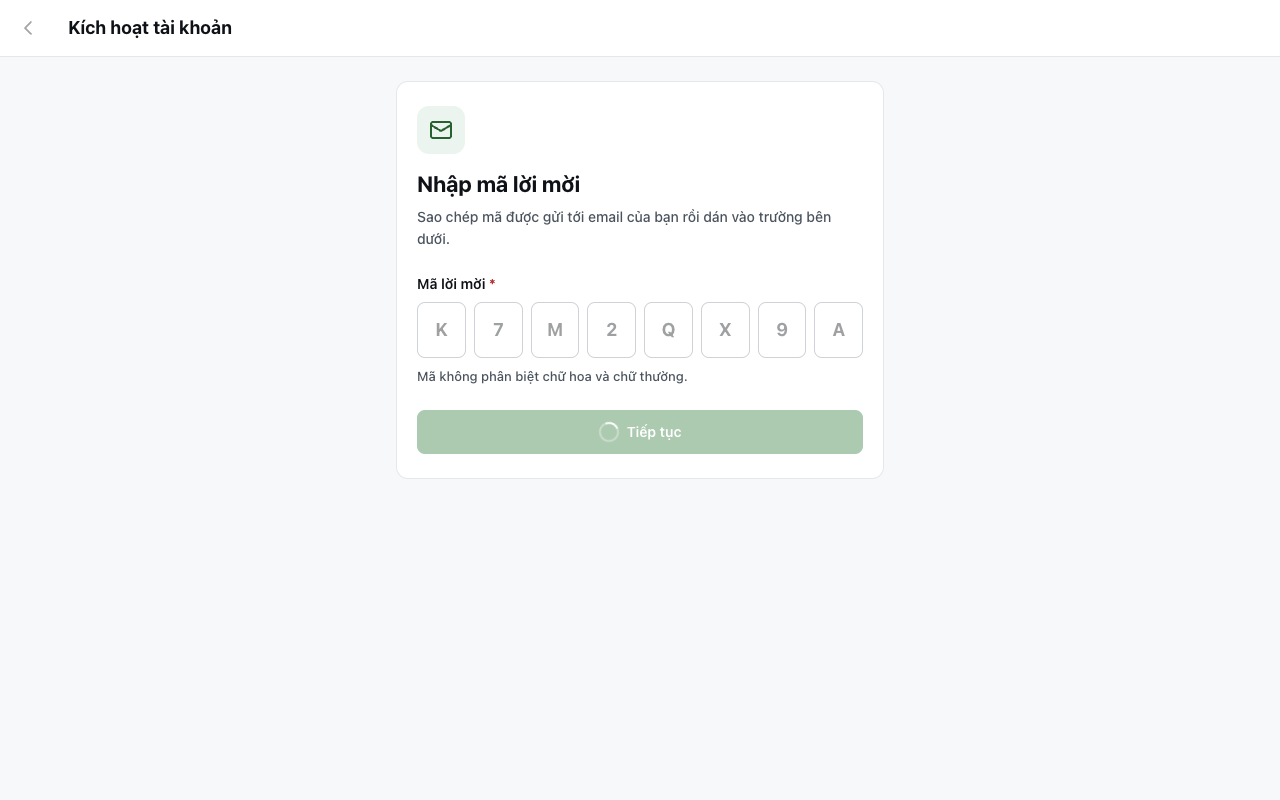 Kích hoạt tài khoản
Nhập mã lời mời
Sao chép mã được gửi tới email của bạn rồi dán vào trường bên
dưới.
Mã lời mời *
K 7 M 2 Q X 9 A
Mã không phân biệt chữ hoa và chữ thường.
Tiếp tục